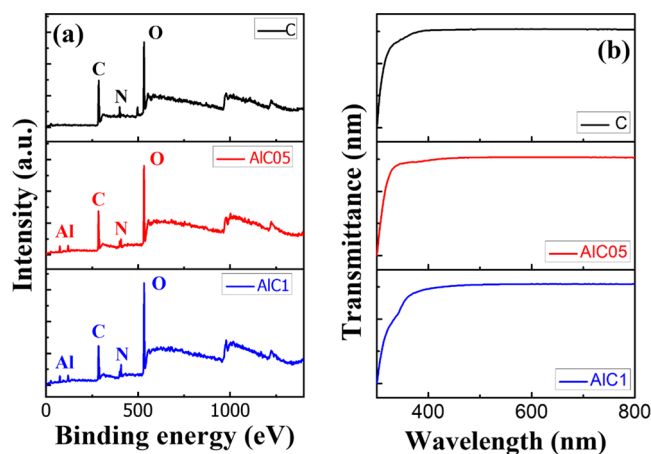 (a)
O
C
C
N
Intensity (a.u.)
AlC05
O
C
Al
N
AlC1
O
C
Al
N
0 500 1000
Binding energy (eV)
(b)
C
Transmittance (nm)
AlC05
AlC1
400 600 800
Wavelength (nm)